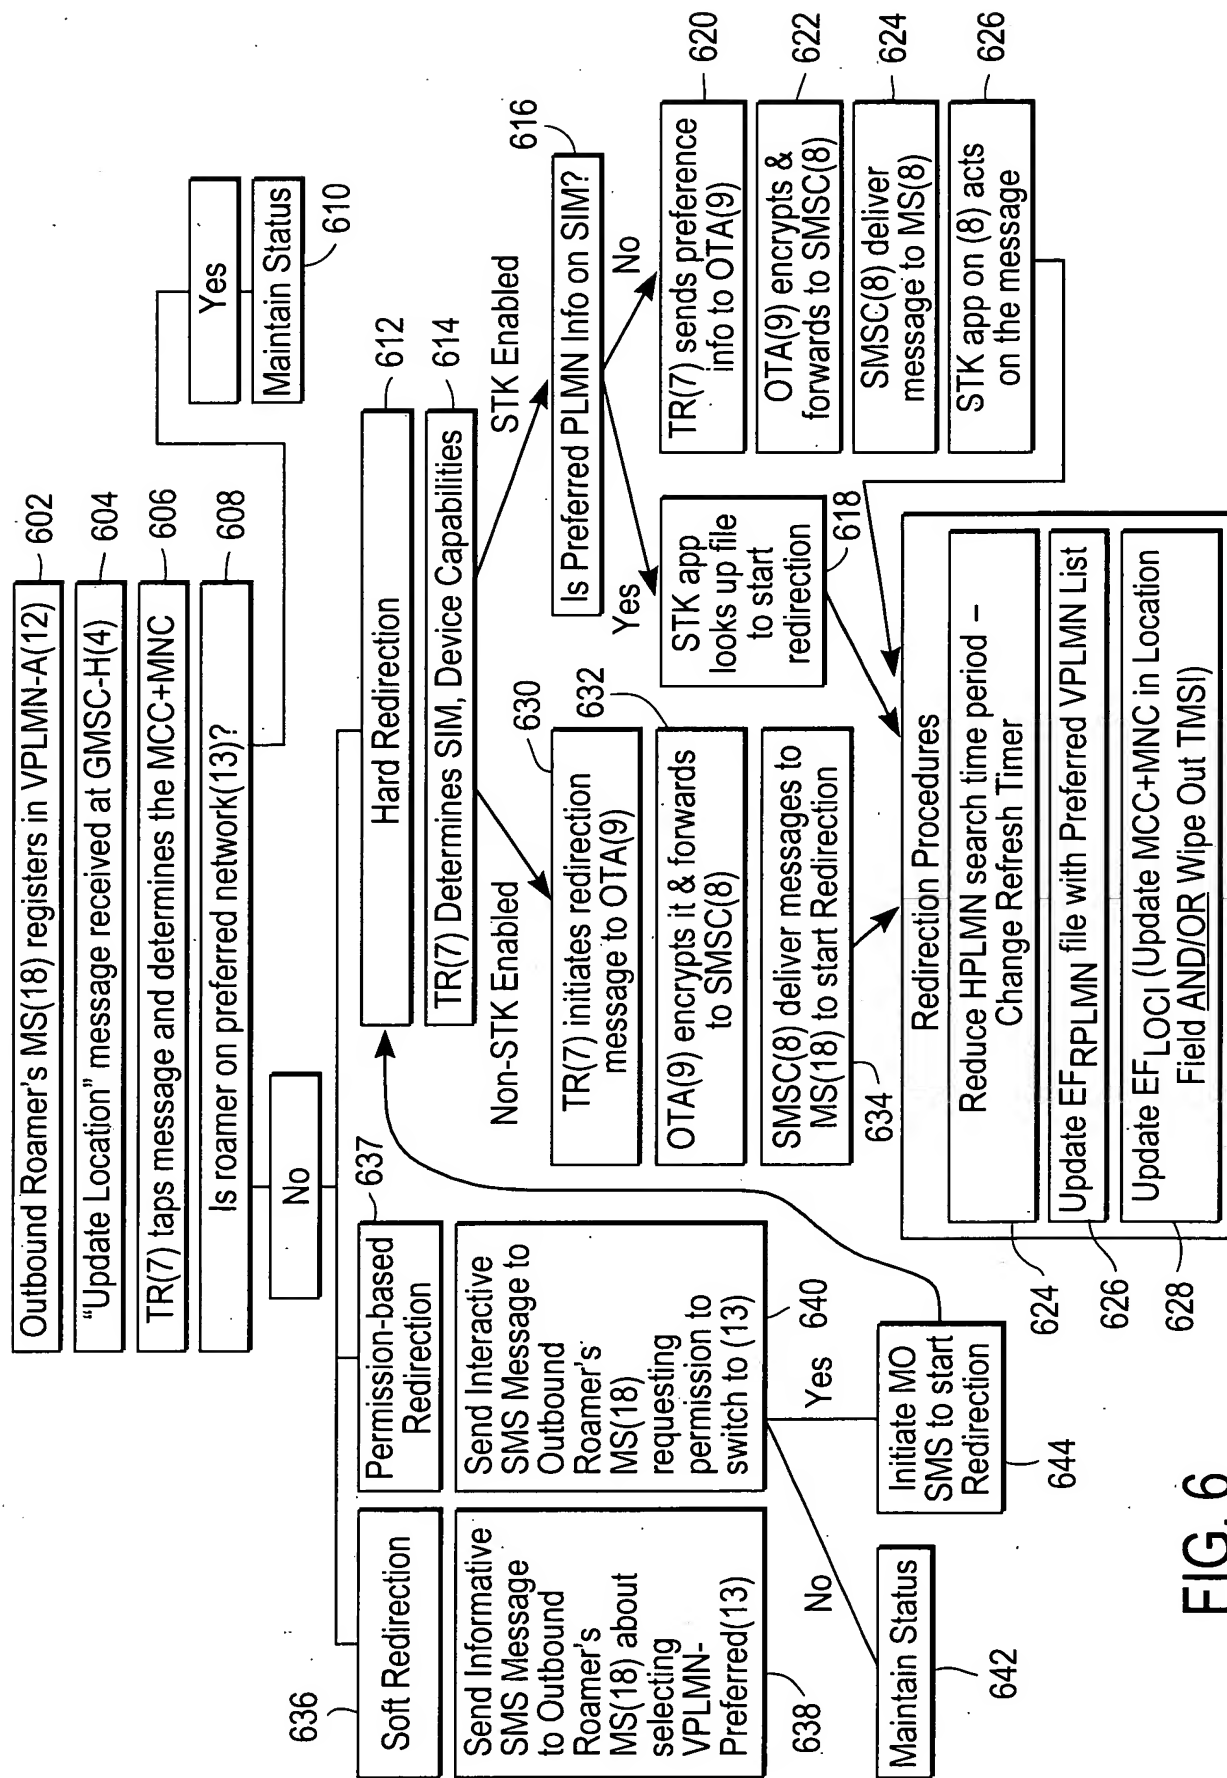 Outbound Roamer's MS(18) registers in VPLMN-A(12)
602
"Update Location" message received at GMSC-H(4)
604
TR(7) taps message and determines the MCC+MNC
606
Is roamer on preferred network(13)?
608
Yes
Maintain Status
610
No
Soft Redirection
636
Send Informative
SMS Message
to Outbound
Roamer's
MS(18) about
selecting
VPLMN-
Preferred(13)
638
Permission-based
Redirection
637
Send Interactive
SMS Message to
Outbound
Roamer's
MS(18)
requesting
permission to
switch to (13)
640
No
Maintain Status
642
Yes
Initiate MO
SMS to start
Redirection
644
Hard Redirection
612
TR(7) Determines SIM, Device Capabilities
614
Non-STK Enabled
STK Enabled
630
TR(7) initiates redirection
message to OTA(9)
632
OTA(9) encrypts it & forwards
to SMSC(8)
SMSC(8) deliver messages to
MS(18) to start Redirection
634
Is Preferred PLMN Info on SIM?
616
Yes
No
STK app
looks up file
to start
redirection
618
TR(7) sends preference
info to OTA(9)
620
OTA(9) encrypts &
forwards to SMSC(8)
622
SMSC(8) deliver
message to MS(8)
624
STK app on (8) acts
on the message
626
Redirection Procedures
Reduce HPLMN search time period –
Change Refresh Timer
624
Update EFRPLMN file with Preferred VPLMN List
626
Update EFLOCI (Update MCC+MNC in Location
Field AND/OR Wipe Out TMSI)
628
FIG. 6